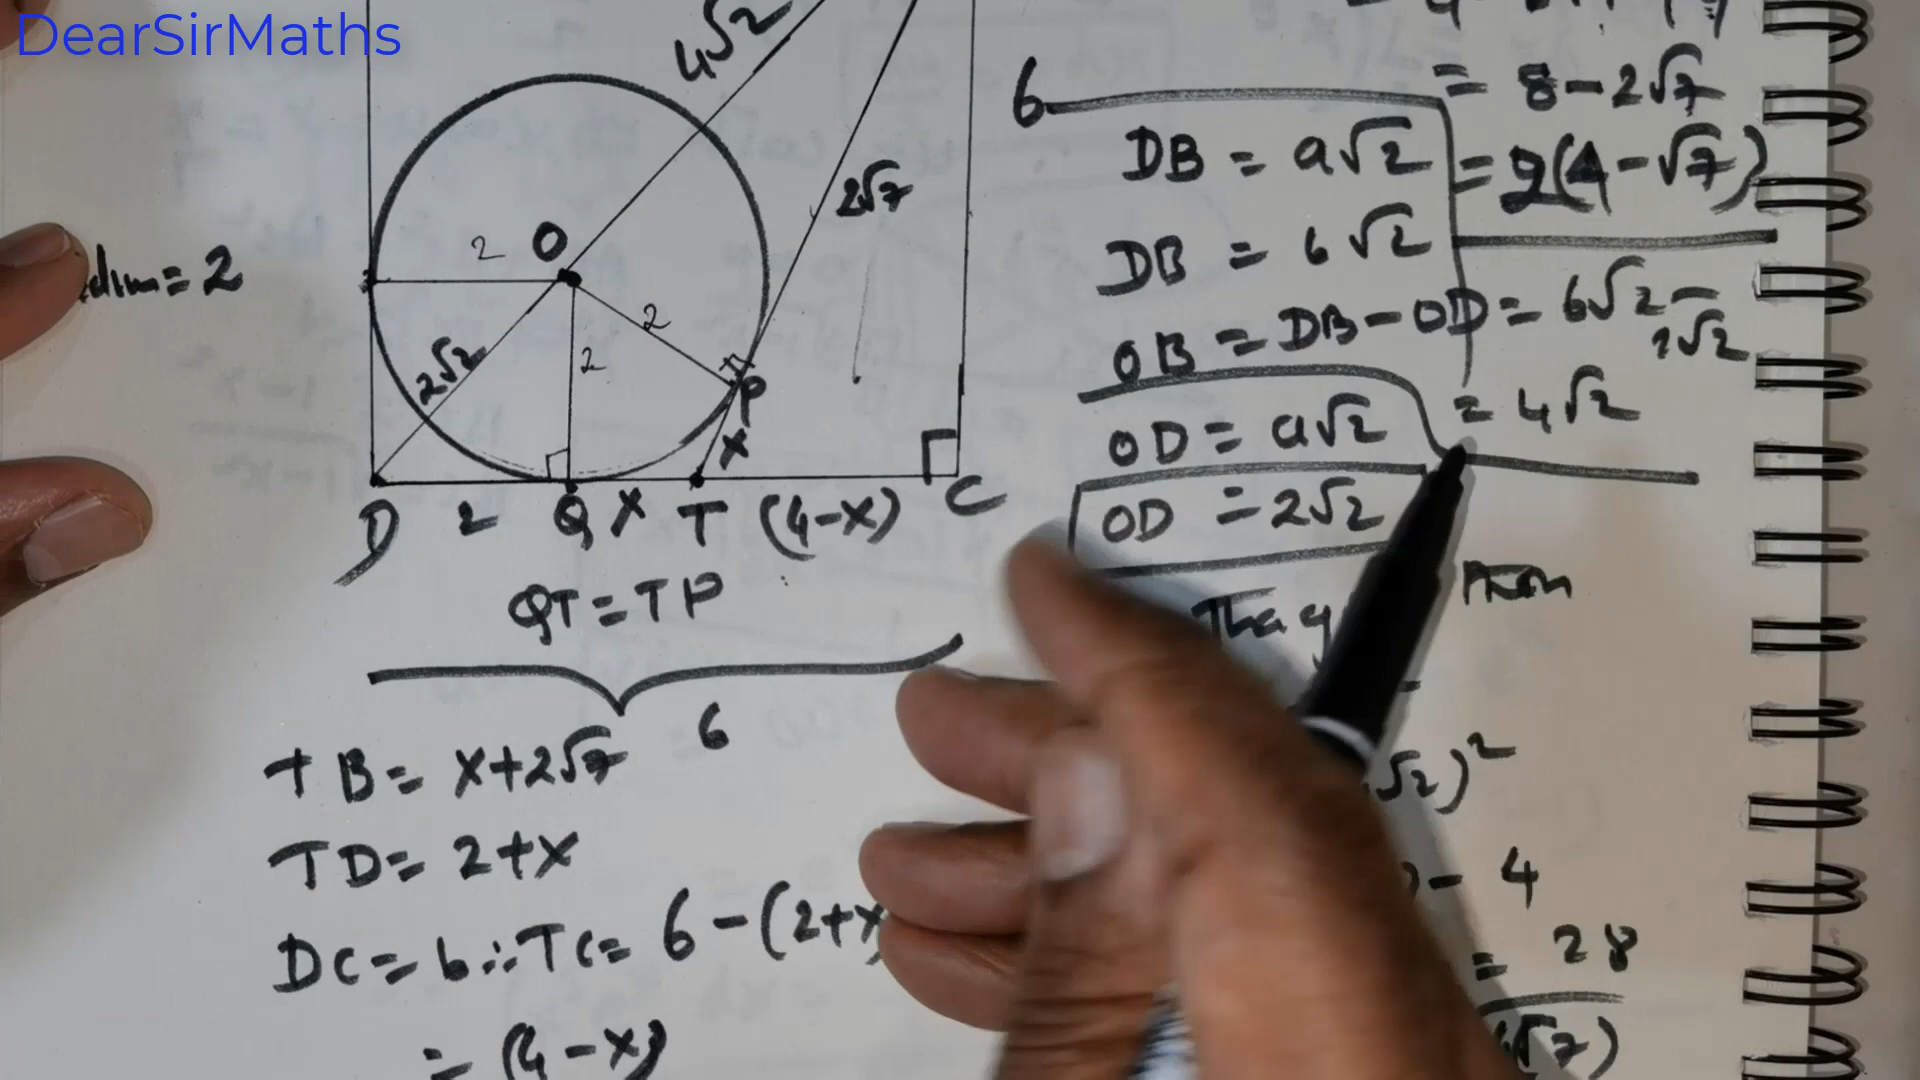 DearSirMaths
4√2
= 8-2√7
6
DB = a√2
= 2(4-√7)
2√7
DB = 6√2
O
2
= 2
2
OB = DB-OD = 6√2-
2√2
2
2√2
P
x
= 4√2
OD = a√2
D 2 Q x T (4-x) C
OD = 2√2
QT=TP
6
TB= x+2√7
√2)²
TD= 2+x
- 4
DC= 6 ∴ TC= 6-(2+x
= 28
= (4-x)